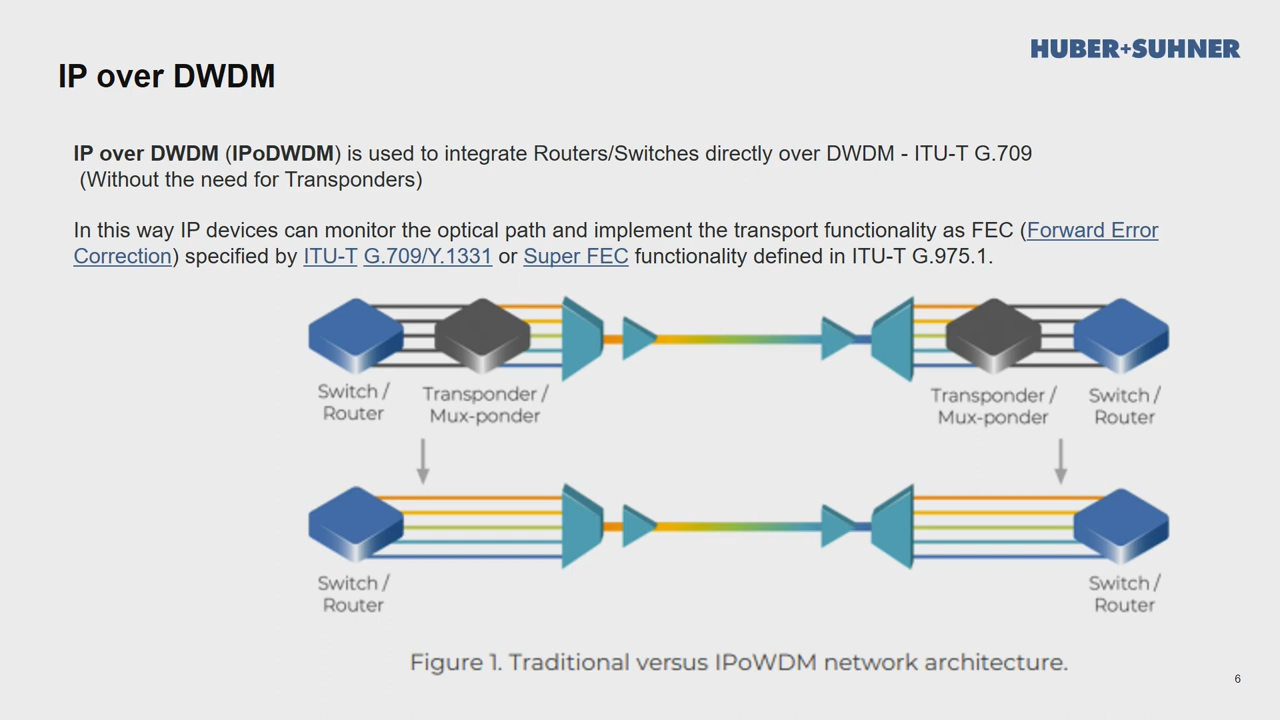 HUBER+SUHNER
IP over DWDM
IP over DWDM (IPoDWDM) is used to integrate Routers/Switches directly over DWDM - ITU-T G.709
(Without the need for Transponders)
In this way IP devices can monitor the optical path and implement the transport functionality as FEC (Forward Error
Correction) specified by ITU-T G.709/Y.1331 or Super FEC functionality defined in ITU-T G.975.1.
Switch /
Router
Transponder /
Mux-ponder
Transponder /
Mux-ponder
Switch /
Router
Switch /
Router
Switch /
Router
Figure 1. Traditional versus IPoWDM network architecture.
6